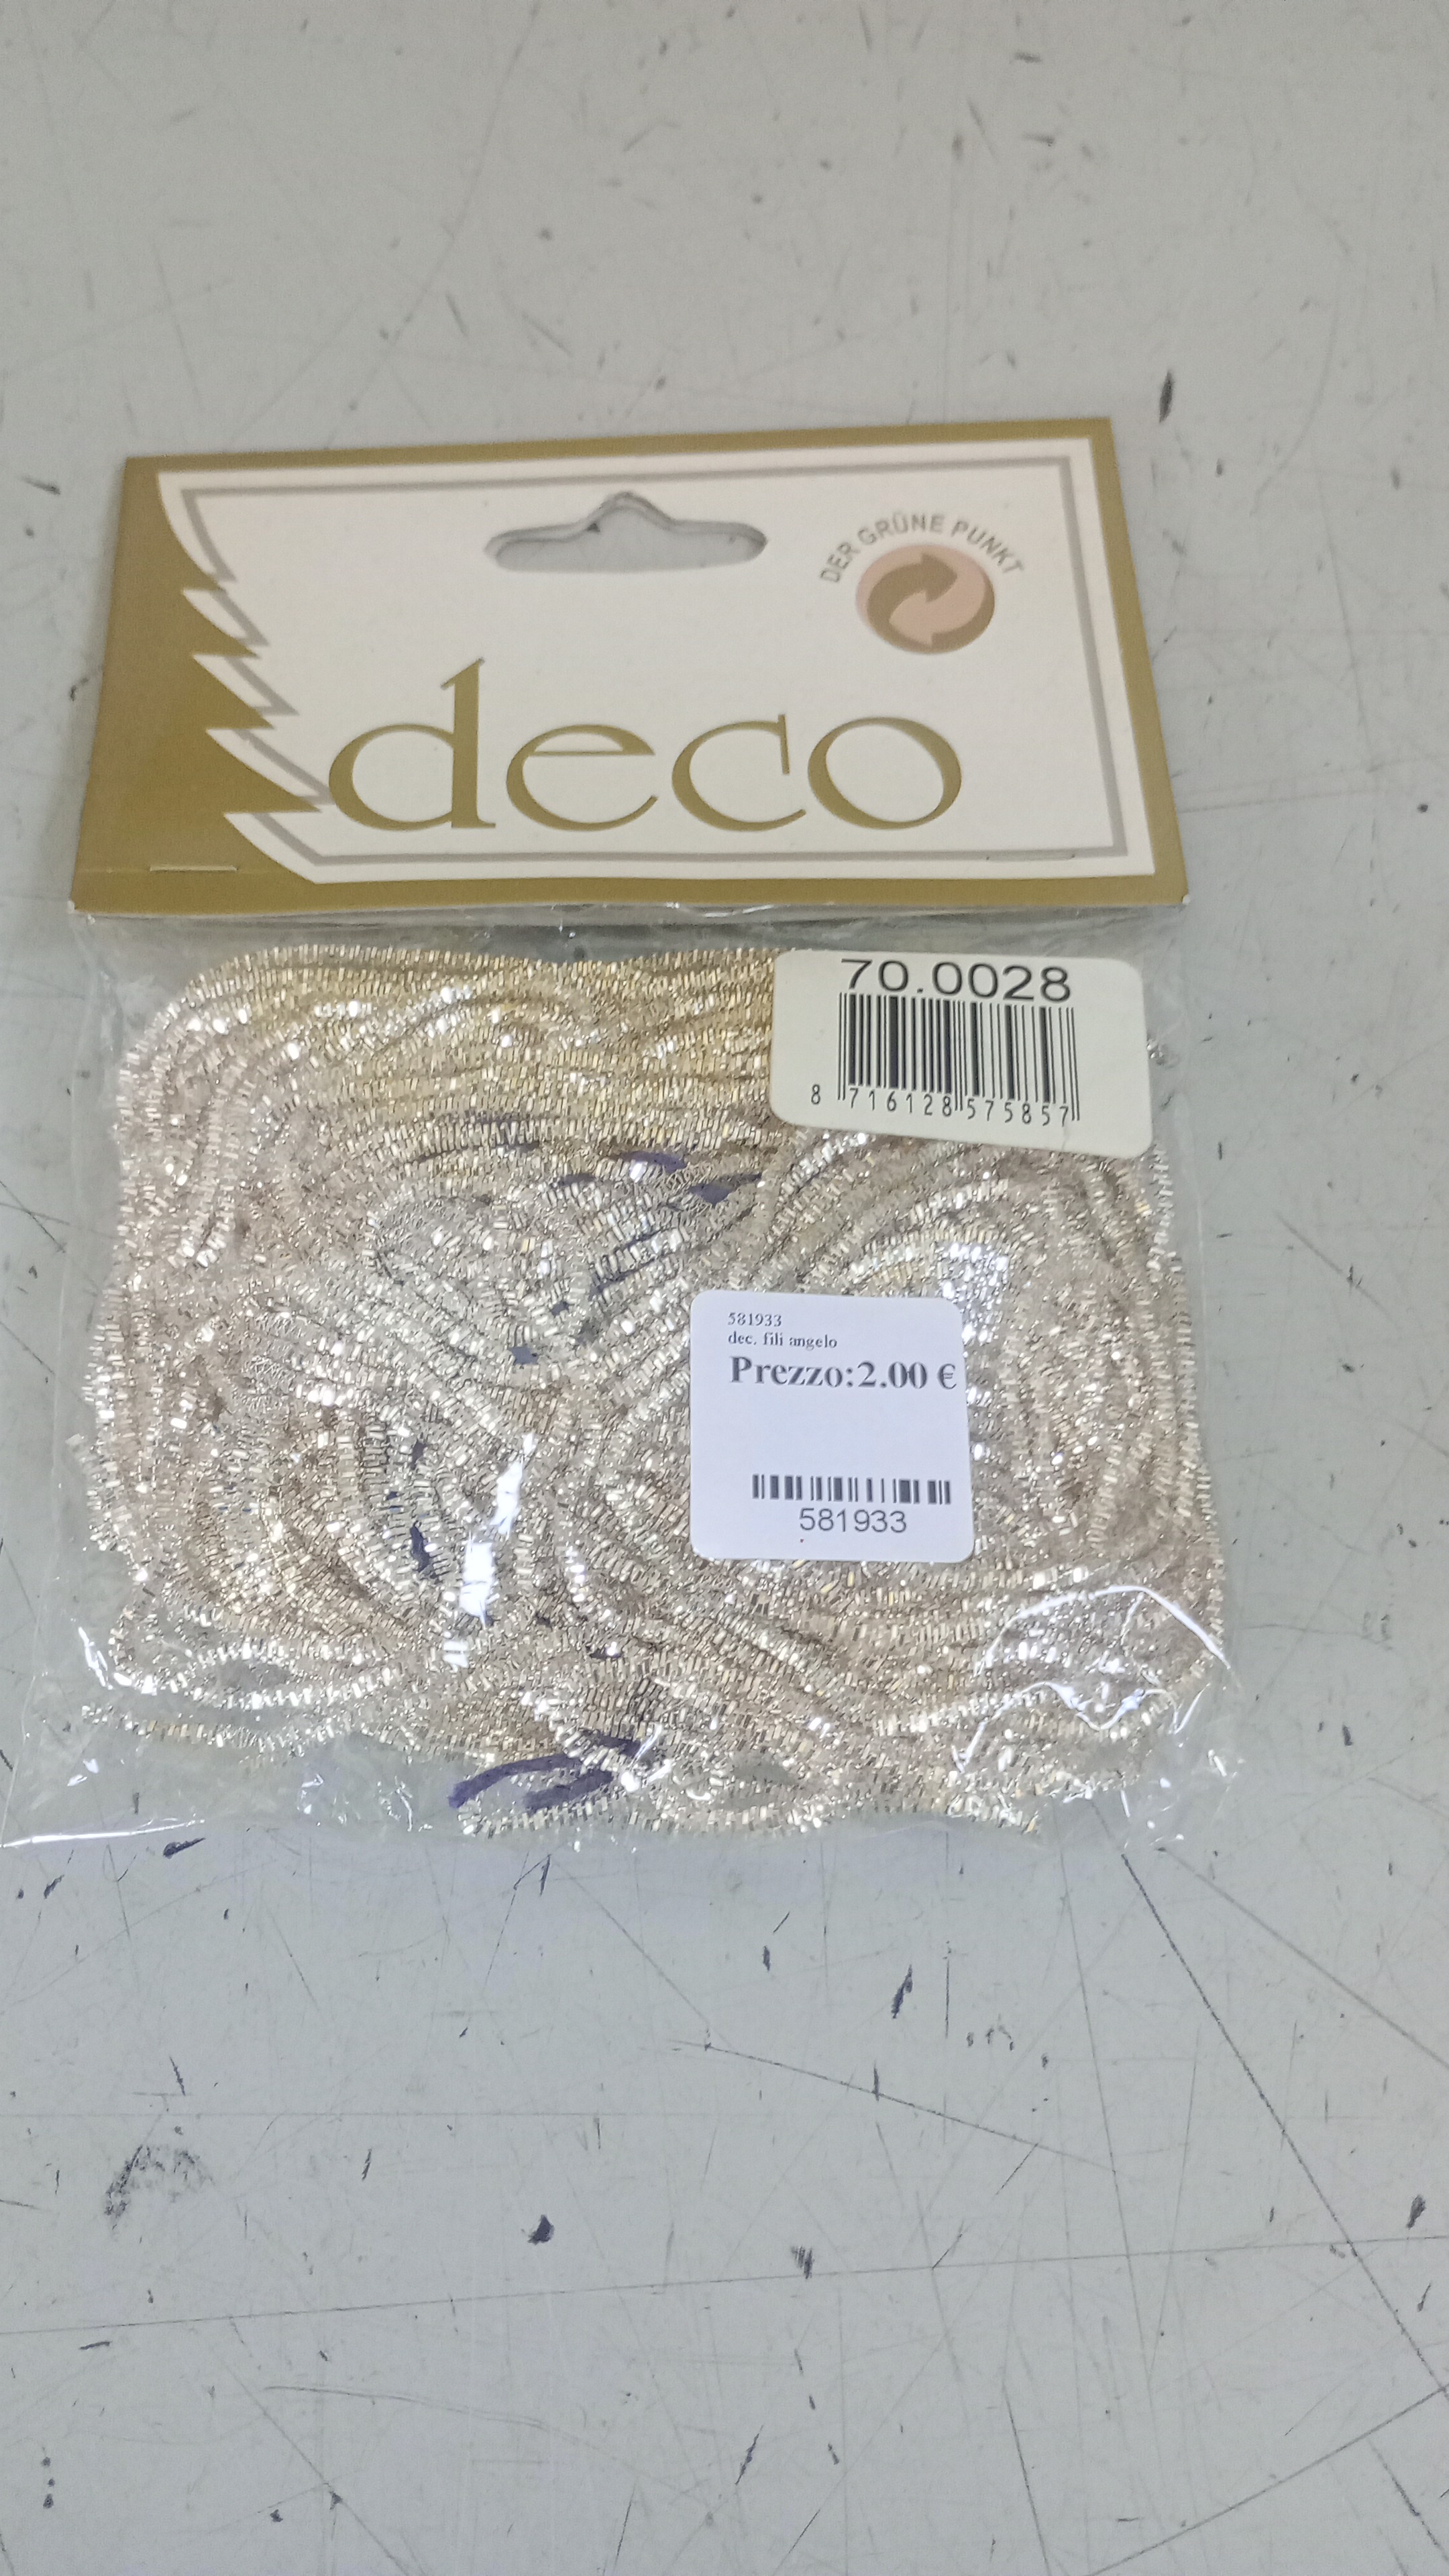 DER GRÜNE PUNKT
deco
70.0028
8 716128 575857
581933
dec. fili angelo
Prezzo:2.00 €
581933